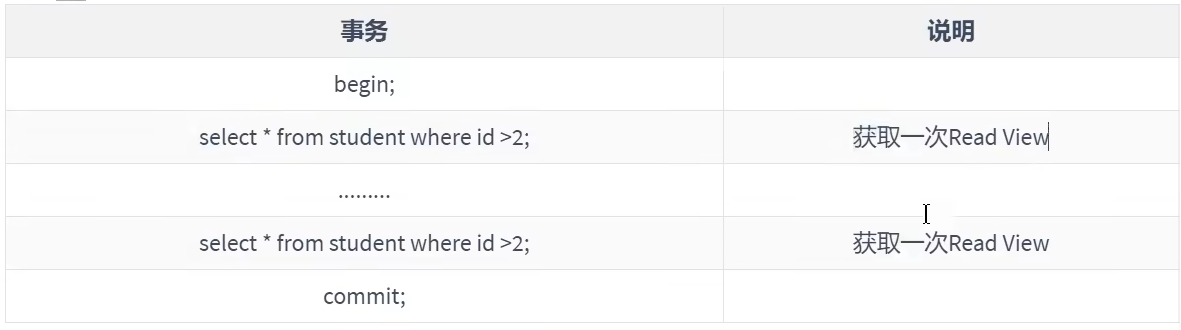 事务 说明
begin;
select * from student where id >2; 获取一次Read View
.........
select * from student where id >2; 获取一次Read View
commit;